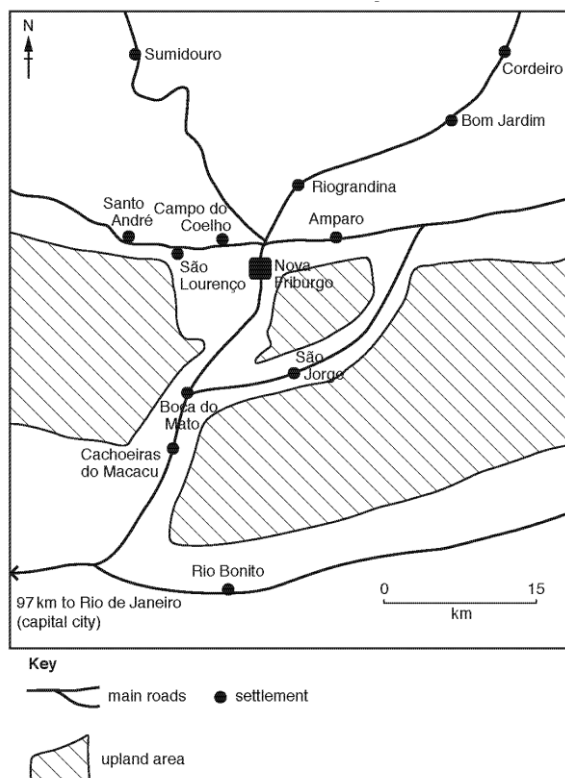 N
Sumidouro
Cordeiro
Bom Jardim
Riograndina
Santo
André
Campo do
Coelho
Amparo
São
Lourenço
Nova
Friburgo
São
Jorge
Boca do
Mato
Cachoeiras
do Macacu
Rio Bonito
97 km to Rio de Janeiro
(capital city)
0 15
km
Key
main roads
settlement
upland area